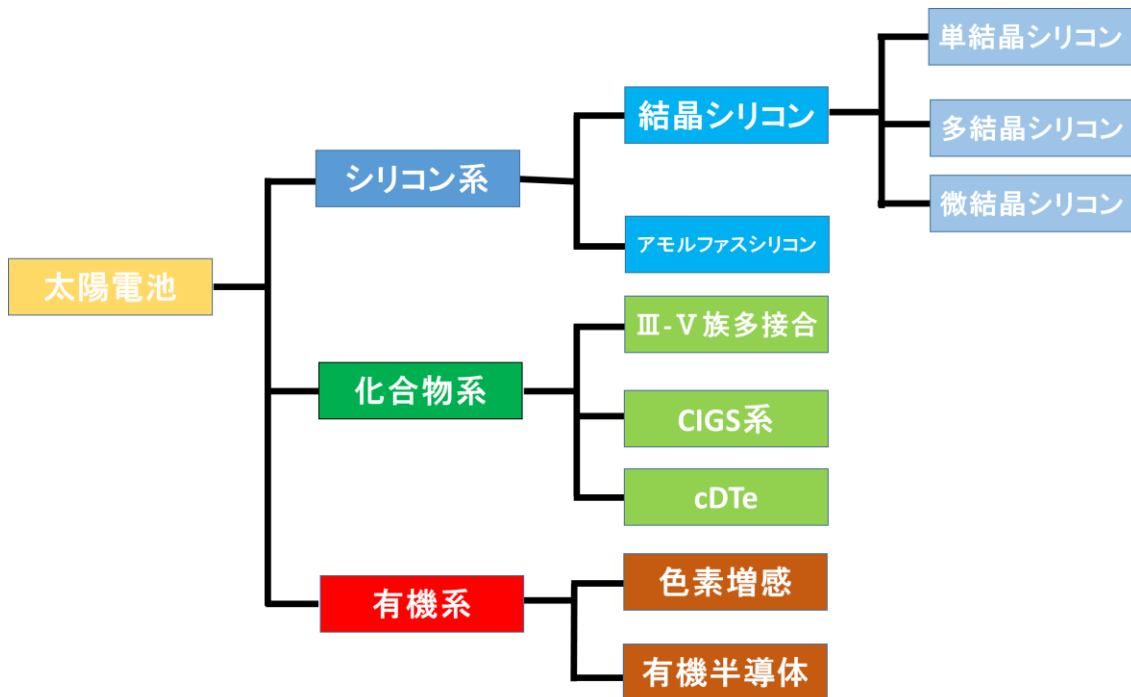 太陽電池
シリコン系
結晶シリコン
単結晶シリコン
多結晶シリコン
微結晶シリコン
アモルファスシリコン
化合物系
Ⅲ-Ⅴ族多接合
CIGS系
cDTe
有機系
色素増感
有機半導体